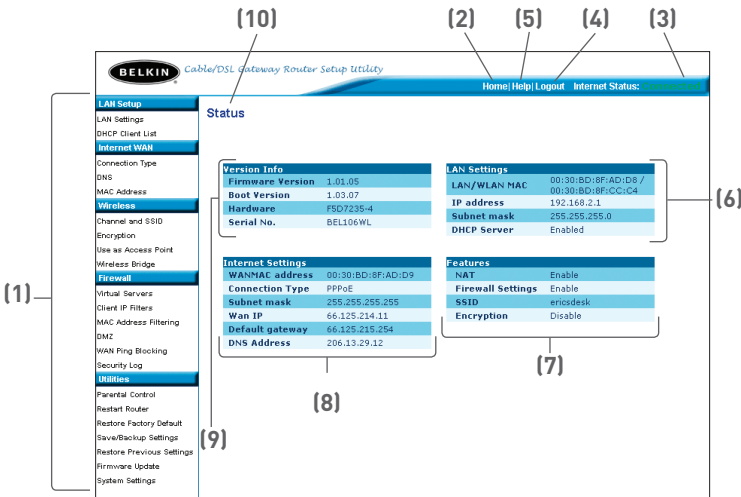 (10)
(2)
(5)
(4)
(3)
BELKIN
Cable/DSL Gateway Router Setup Utility
Home| Help| Logout Internet Status:
(1)
LAN Setup
LAN Settings
DHCP Client List
Internet WAN
Connection Type
DNS
MAC Address
Wireless
Channel and SSID
Encryption
Use as Access Point
Wireless Bridge
Firewall
Virtual Servers
Client IP Filters
MAC Address Filtering
DMZ
WAN Ping Blocking
Security Log
Utilities
Parental Control
Restart Router
Restore Factory Default
Save/Backup Settings
Restore Previous Settings
Firmware Update
System Settings
Status
Version Info
Firmware Version 1.01.05
Boot Version 1.03.07
Hardware F5D7235-4
Serial No. BEL106WL
LAN Settings
LAN/WLAN MAC 00:30:BD:8F:AD:D8 /
00:30:BD:8F:CC:C4
IP address 192.168.2.1
Subnet mask 255.255.255.0
DHCP Server Enabled
(6)
Internet Settings
WANMAC address 00:30:BD:8F:AD:D9
Connection Type PPPoE
Subnet mask 255.255.255.255
Wan IP 66.125.214.11
Default gateway 66.125.215.254
DNS Address 206.13.29.12
Features
NAT Enable
Firewall Settings Enable
SSID ericsdesk
Encryption Disable
(7)
(8)
(9)